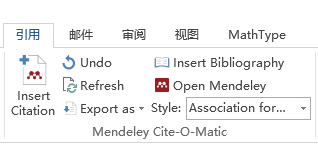 引用 邮件 审阅 视图 MathType
Undo Insert Bibliography
Refresh Open Mendeley
Insert Citation Export as Style: Association for...
Mendeley Cite-O-Matic